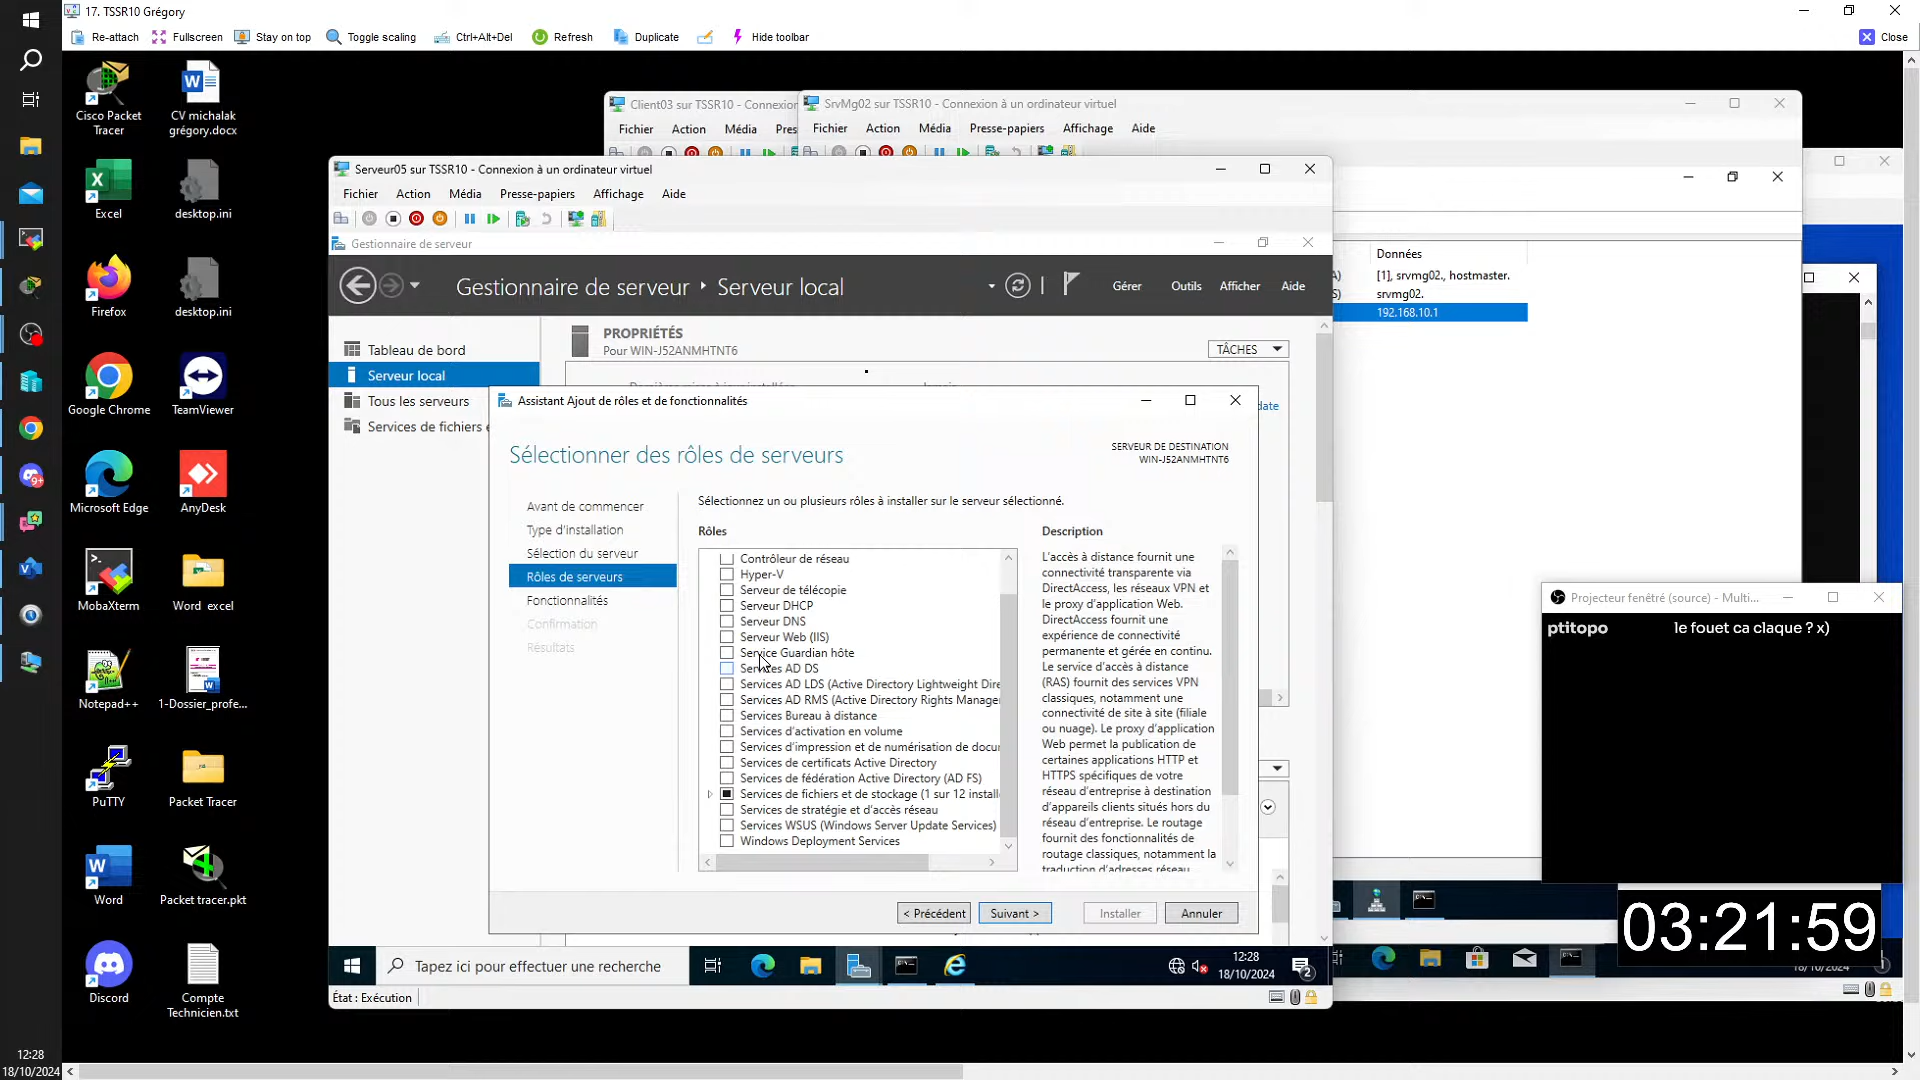 17. TSSR10 Grégory
Re-attach
Fullscreen
Stay on top
Toggle scaling
Ctrl+Alt+Del
Refresh
Duplicate
Hide toolbar
Close
Cisco Packet
Tracer
CV michalak
grégory.docx
Excel
desktop.ini
Firefox
desktop.ini
Google Chrome
TeamViewer
Microsoft Edge
AnyDesk
MobaXterm
Word excel
Notepad++
1-Dossier_profe...
PuTTY
Packet Tracer
Word
Packet tracer.pkt
Discord
Compte
Technicien.txt
12:28
18/10/2024
Client03 sur TSSR10 - Connexion
Fichier Action Média Pres
SrvMg02 sur TSSR10 - Connexion à un ordinateur virtuel
Fichier Action Média Presse-papiers Affichage Aide
Serveur05 sur TSSR10 - Connexion à un ordinateur virtuel
Fichier Action Média Presse-papiers Affichage Aide
Gestionnaire de serveur
Gestionnaire de serveur ‣ Serveur local
Gérer Outils Afficher Aide
Tableau de bord
Serveur local
Tous les serveurs
Services de fichiers e
PROPRIÉTÉS
Pour WIN-J52ANMHTNT6
TÂCHES
date
Données
[1], srvmg02., hostmaster.
srvmg02.
192.168.10.1
Assistant Ajout de rôles et de fonctionnalités
Sélectionner des rôles de serveurs
SERVEUR DE DESTINATION
WIN-J52ANMHTNT6
Avant de commencer
Type d'installation
Sélection du serveur
Rôles de serveurs
Fonctionnalités
Confirmation
Résultats
Sélectionnez un ou plusieurs rôles à installer sur le serveur sélectionné.
Rôles
Contrôleur de réseau
Hyper-V
Serveur de télécopie
Serveur DHCP
Serveur DNS
Serveur Web (IIS)
Service Guardian hôte
Services AD DS
Services AD LDS (Active Directory Lightweight Dire
Services AD RMS (Active Directory Rights Manager
Services Bureau à distance
Services d'activation en volume
Services d'impression et de numérisation de docur
Services de certificats Active Directory
Services de fédération Active Directory (AD FS)
Services de fichiers et de stockage (1 sur 12 install
Services de stratégie et d'accès réseau
Services WSUS (Windows Server Update Services)
Windows Deployment Services
Description
L'accès à distance fournit une
connectivité transparente via
DirectAccess, les réseaux VPN et
le proxy d'application Web.
DirectAccess fournit une
expérience de connectivité
permanente et gérée en continu.
Le service d'accès à distance
(RAS) fournit des services VPN
classiques, notamment une
connectivité de site à site (filiale
ou nuage). Le proxy d'application
Web permet la publication de
certaines applications HTTP et
HTTPS spécifiques de votre
réseau d'entreprise à destination
d'appareils clients situés hors du
réseau d'entreprise. Le routage
fournit des fonctionnalités de
routage classiques, notamment la
traduction d'adresses réseau
< Précédent
Suivant >
Installer
Annuler
Tapez ici pour effectuer une recherche
12:28
18/10/2024
2
État : Exécution
Projecteur fenêtré (source) - Multi...
ptitopo le fouet ca claque ? x)
03:21:59
18/10/2024